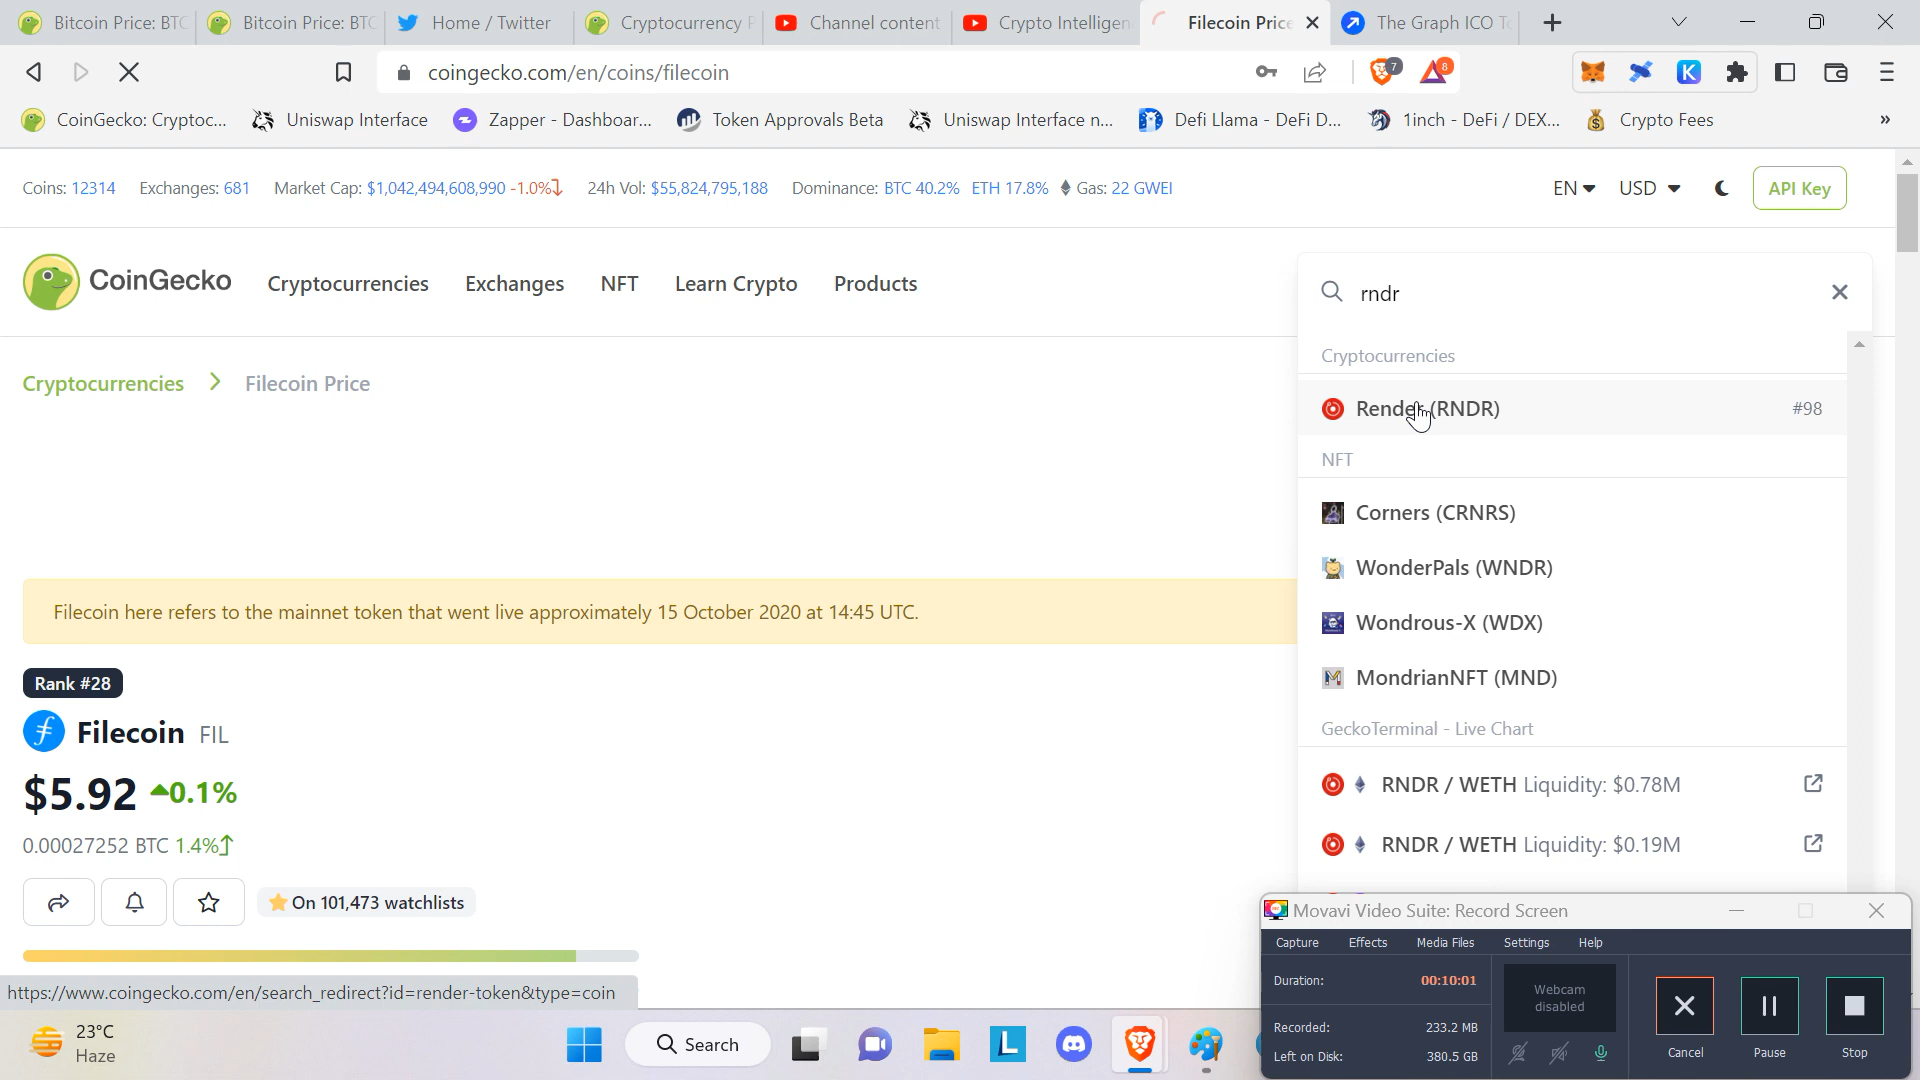 Bitcoin Price: BTC
Bitcoin Price: BTC
Home / Twitter
Cryptocurrency P
Channel content
Crypto Intelligen
Filecoin Price
The Graph ICO To
coingecko.com/en/coins/filecoin
7
8
CoinGecko: Cryptoc...
Uniswap Interface
Zapper - Dashboar...
Token Approvals Beta
Uniswap Interface n...
Defi Llama - DeFi D...
1inch - DeFi / DEX...
Crypto Fees
»
Coins: 12314 Exchanges: 681 Market Cap: $1,042,494,608,990 -1.0% 24h Vol: $55,824,795,188 Dominance: BTC 40.2% ETH 17.8% Gas: 22 GWEI
EN USD API Key
CoinGecko
Cryptocurrencies Exchanges NFT Learn Crypto Products
rndr
Cryptocurrencies
Render (RNDR) #98
NFT
Corners (CRNRS)
WonderPals (WNDR)
Wondrous-X (WDX)
MondrianNFT (MND)
GeckoTerminal - Live Chart
RNDR / WETH Liquidity: $0.78M
RNDR / WETH Liquidity: $0.19M
Cryptocurrencies > Filecoin Price
Filecoin here refers to the mainnet token that went live approximately 15 October 2020 at 14:45 UTC.
Rank #28
Filecoin FIL
$5.92 0.1%
0.00027252 BTC 1.4%
On 101,473 watchlists
https://www.coingecko.com/en/search_redirect?id=render-token&type=coin
Movavi Video Suite: Record Screen
Capture Effects Media Files Settings Help
Duration: 00:10:01
Recorded: 233.2 MB
Left on Disk: 380.5 GB
Webcam
disabled
Cancel
Pause
Stop
23°C
Haze
Search